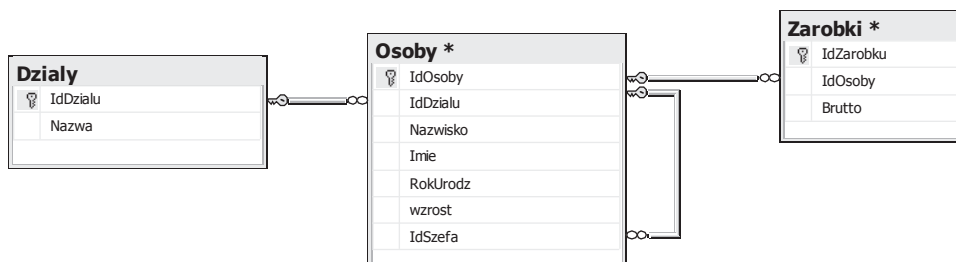 Dzialy
IdDzialu
Nazwa
Osoby *
IdOsoby
IdDzialu
Nazwisko
Imie
RokUrodz
wzrost
IdSzefa
Zarobki *
IdZarobku
IdOsoby
Brutto